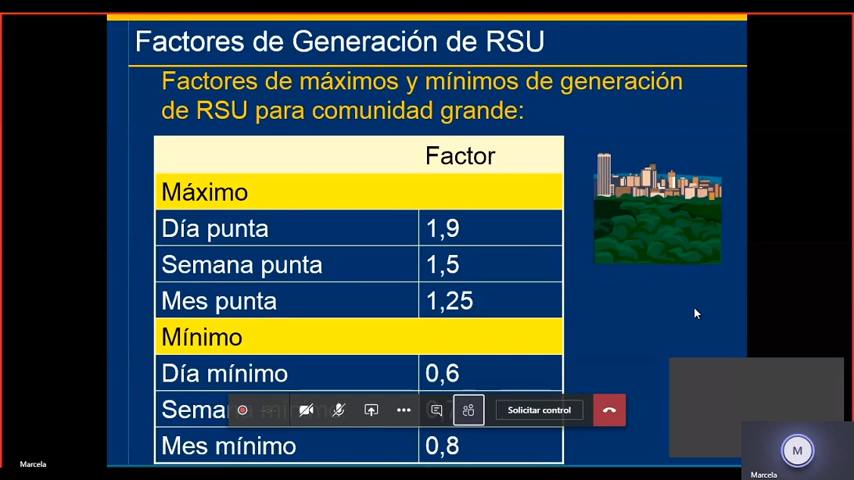 Factores de Generación de RSU
Factores de máximos y mínimos de generación
de RSU para comunidad grande:
Factor
Máximo
Día punta 1,9
Semana punta 1,5
Mes punta 1,25
Mínimo
Día mínimo 0,6
Solicitar control
Mes mínimo 0,8
M
Marcela
Marcela